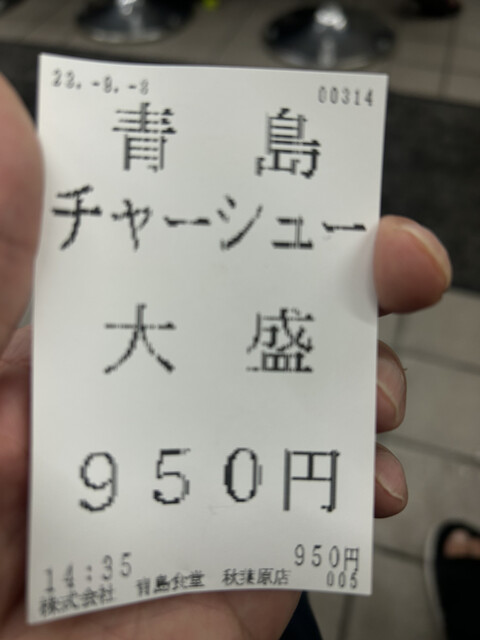 23.-9.-3
00314
青島
チャーシュー
大盛
950円
950円
14:35
005
株式会社 青島食堂 秋葉原店